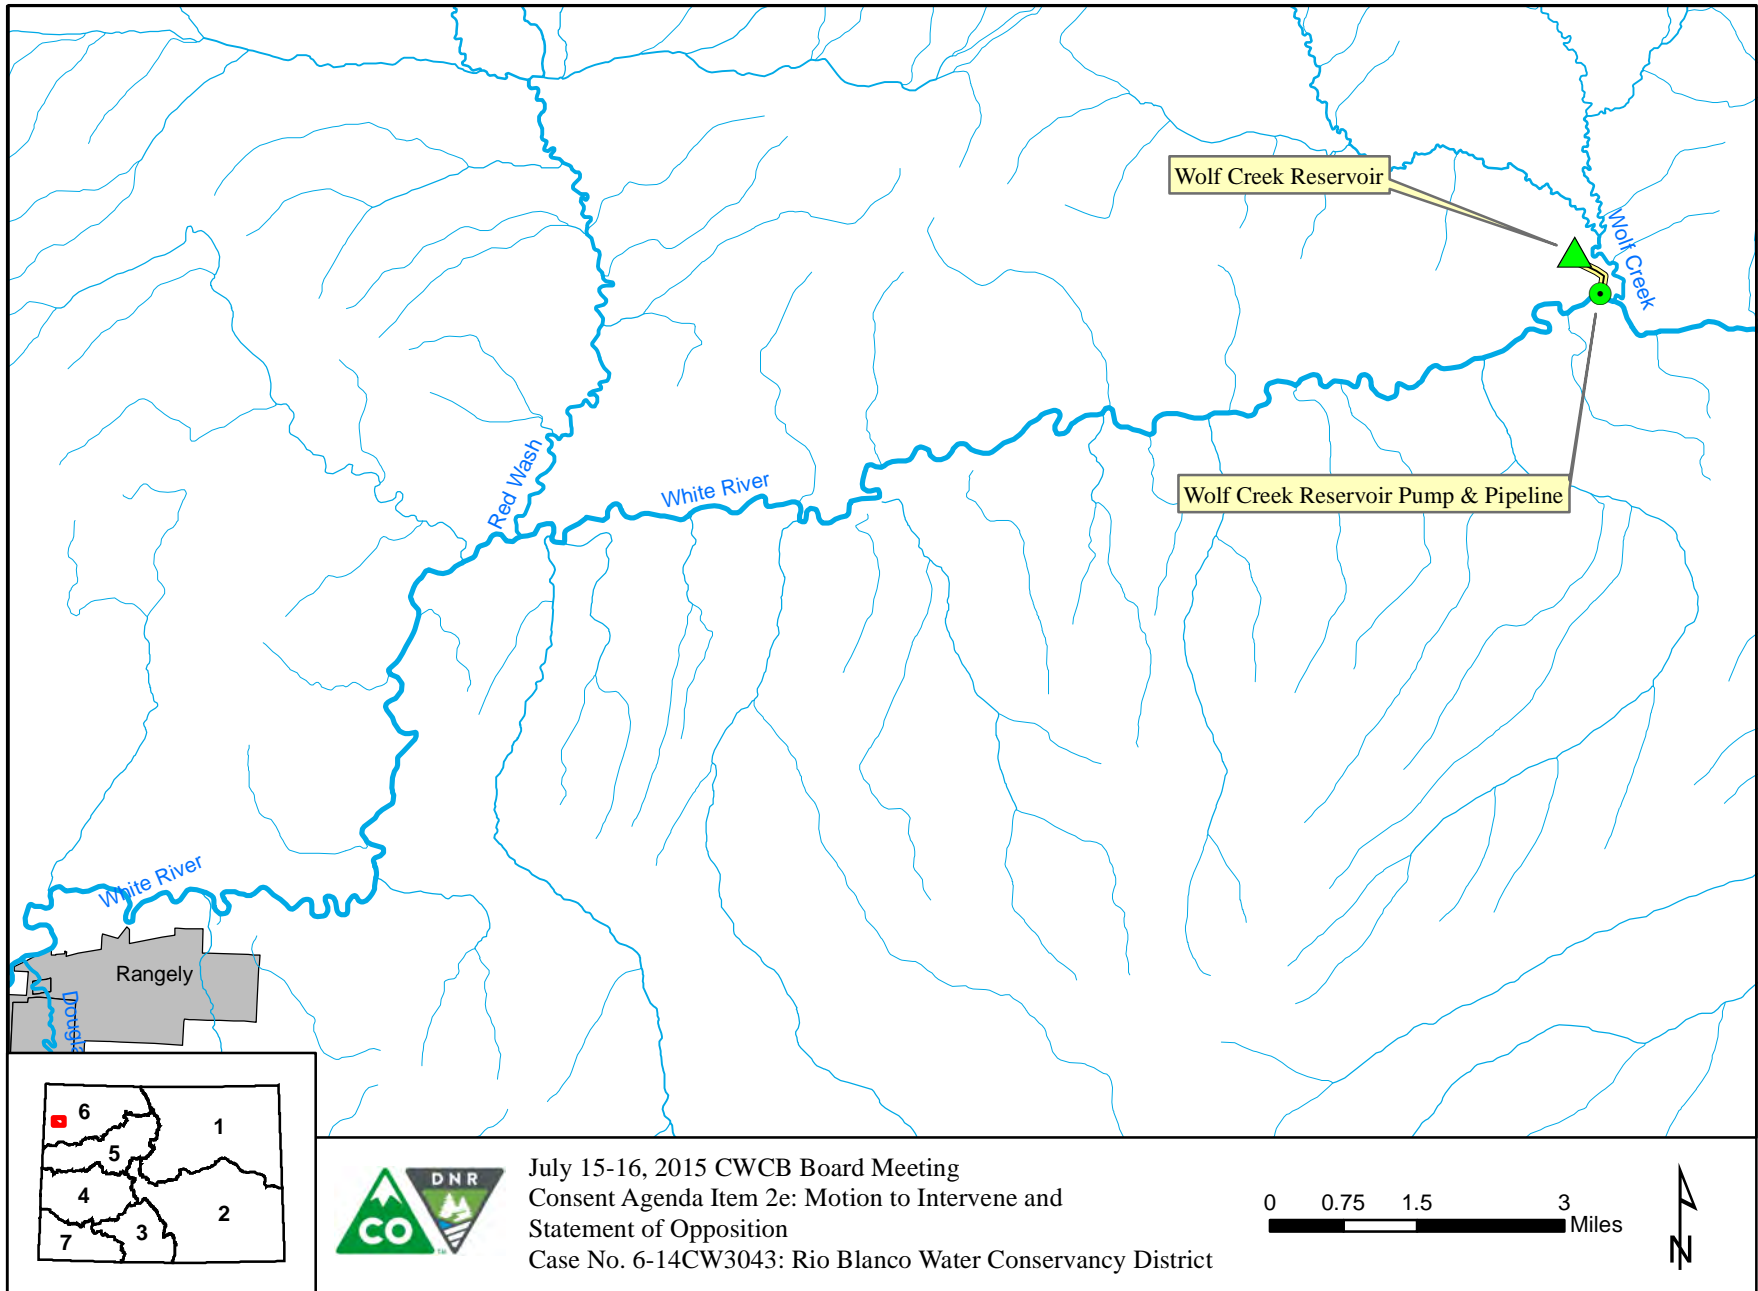 Wolf Creek Reservoir
Wolf Creek
Red Wash
White River
Wolf Creek Reservoir Pump & Pipeline
White River
Rangely
Dougla
6
1
5
4
2
3
7
CO
DNR
July 15-16, 2015 CWCB Board Meeting
Consent Agenda Item 2e: Motion to Intervene and
Statement of Opposition
Case No. 6-14CW3043: Rio Blanco Water Conservancy District
0 0.75 1.5 3
Miles
N